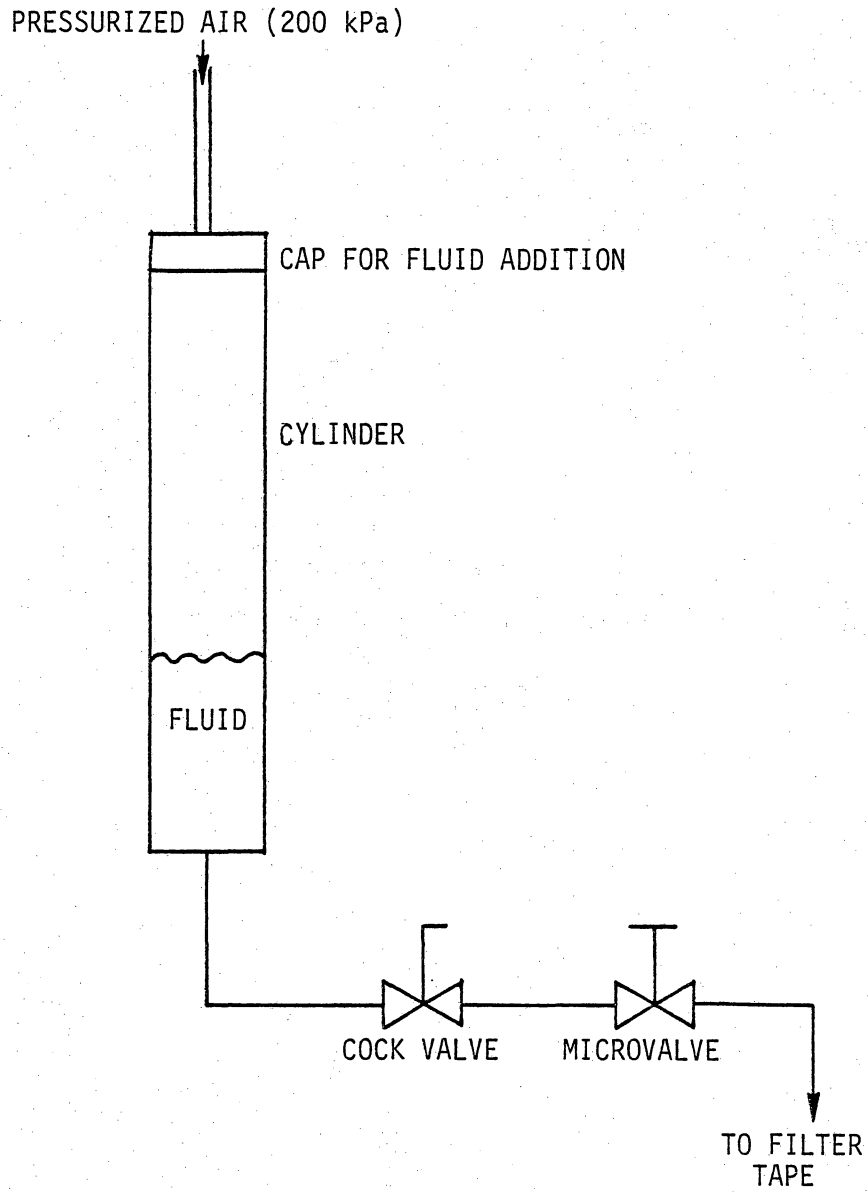 PRESSURIZED AIR (200 kPa)
CAP FOR FLUID ADDITION
CYLINDER
FLUID
COCK VALVE
MICROVALVE
TO FILTER
TAPE